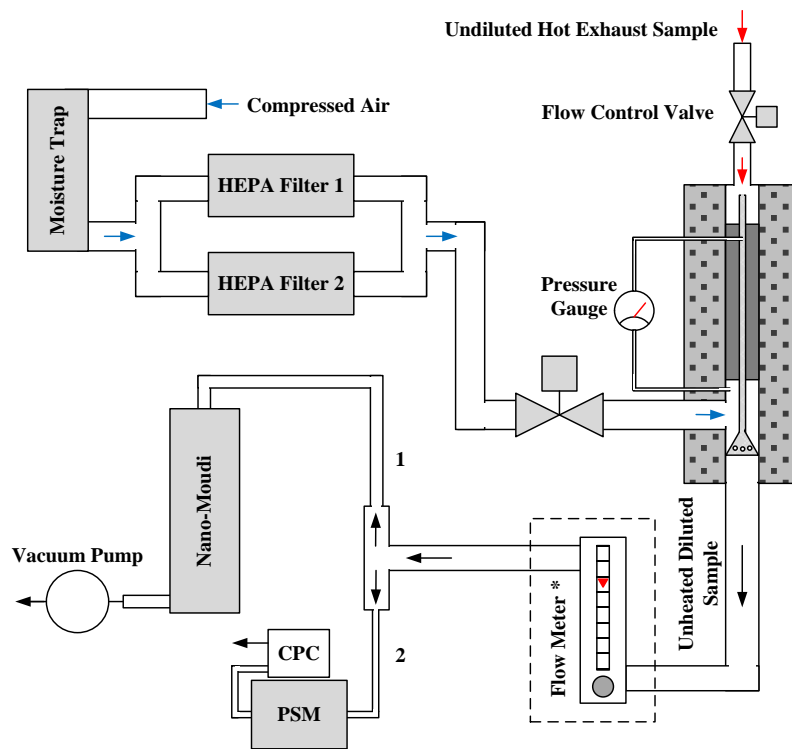 Undiluted Hot Exhaust Sample
Compressed Air
Flow Control Valve
Moisture Trap
HEPA Filter 1
HEPA Filter 2
Pressure
Gauge
Nano-Moudi
1
Vacuum Pump
Flow Meter *
Unheated Diluted
Sample
CPC
2
PSM